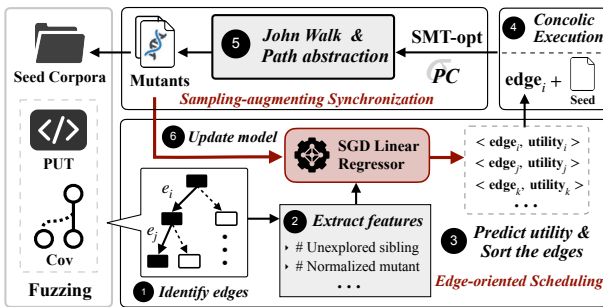 Seed Corpora
PUT
Cov
Fuzzing
Mutants
5 John Walk &
Path abstraction
SMT-opt
σ
PC
Sampling-augmenting Synchronization
4 Concolic
Execution
edge_i +
Seed
6 Update model
SGD Linear
Regressor
< edge_i, utility_i >
< edge_j, utility_j >
< edge_k, utility_k >
...
e_i
e_j
1 Identify edges
2 Extract features
# Unexplored sibling
# Normalized mutant
...
3 Predict utility &
Sort the edges
Edge-oriented Scheduling